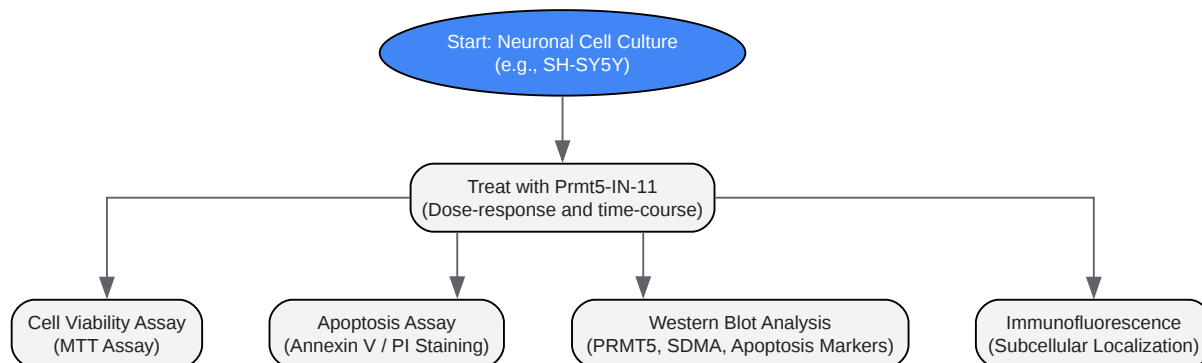 Start: Neuronal Cell Culture
(e.g., SH-SY5Y)
Treat with Prmt5-IN-11
(Dose-response and time-course)
Cell Viability Assay
(MTT Assay)
Apoptosis Assay
(Annexin V / PI Staining)
Western Blot Analysis
(PRMT5, SDMA, Apoptosis Markers)
Immunofluorescence
(Subcellular Localization)